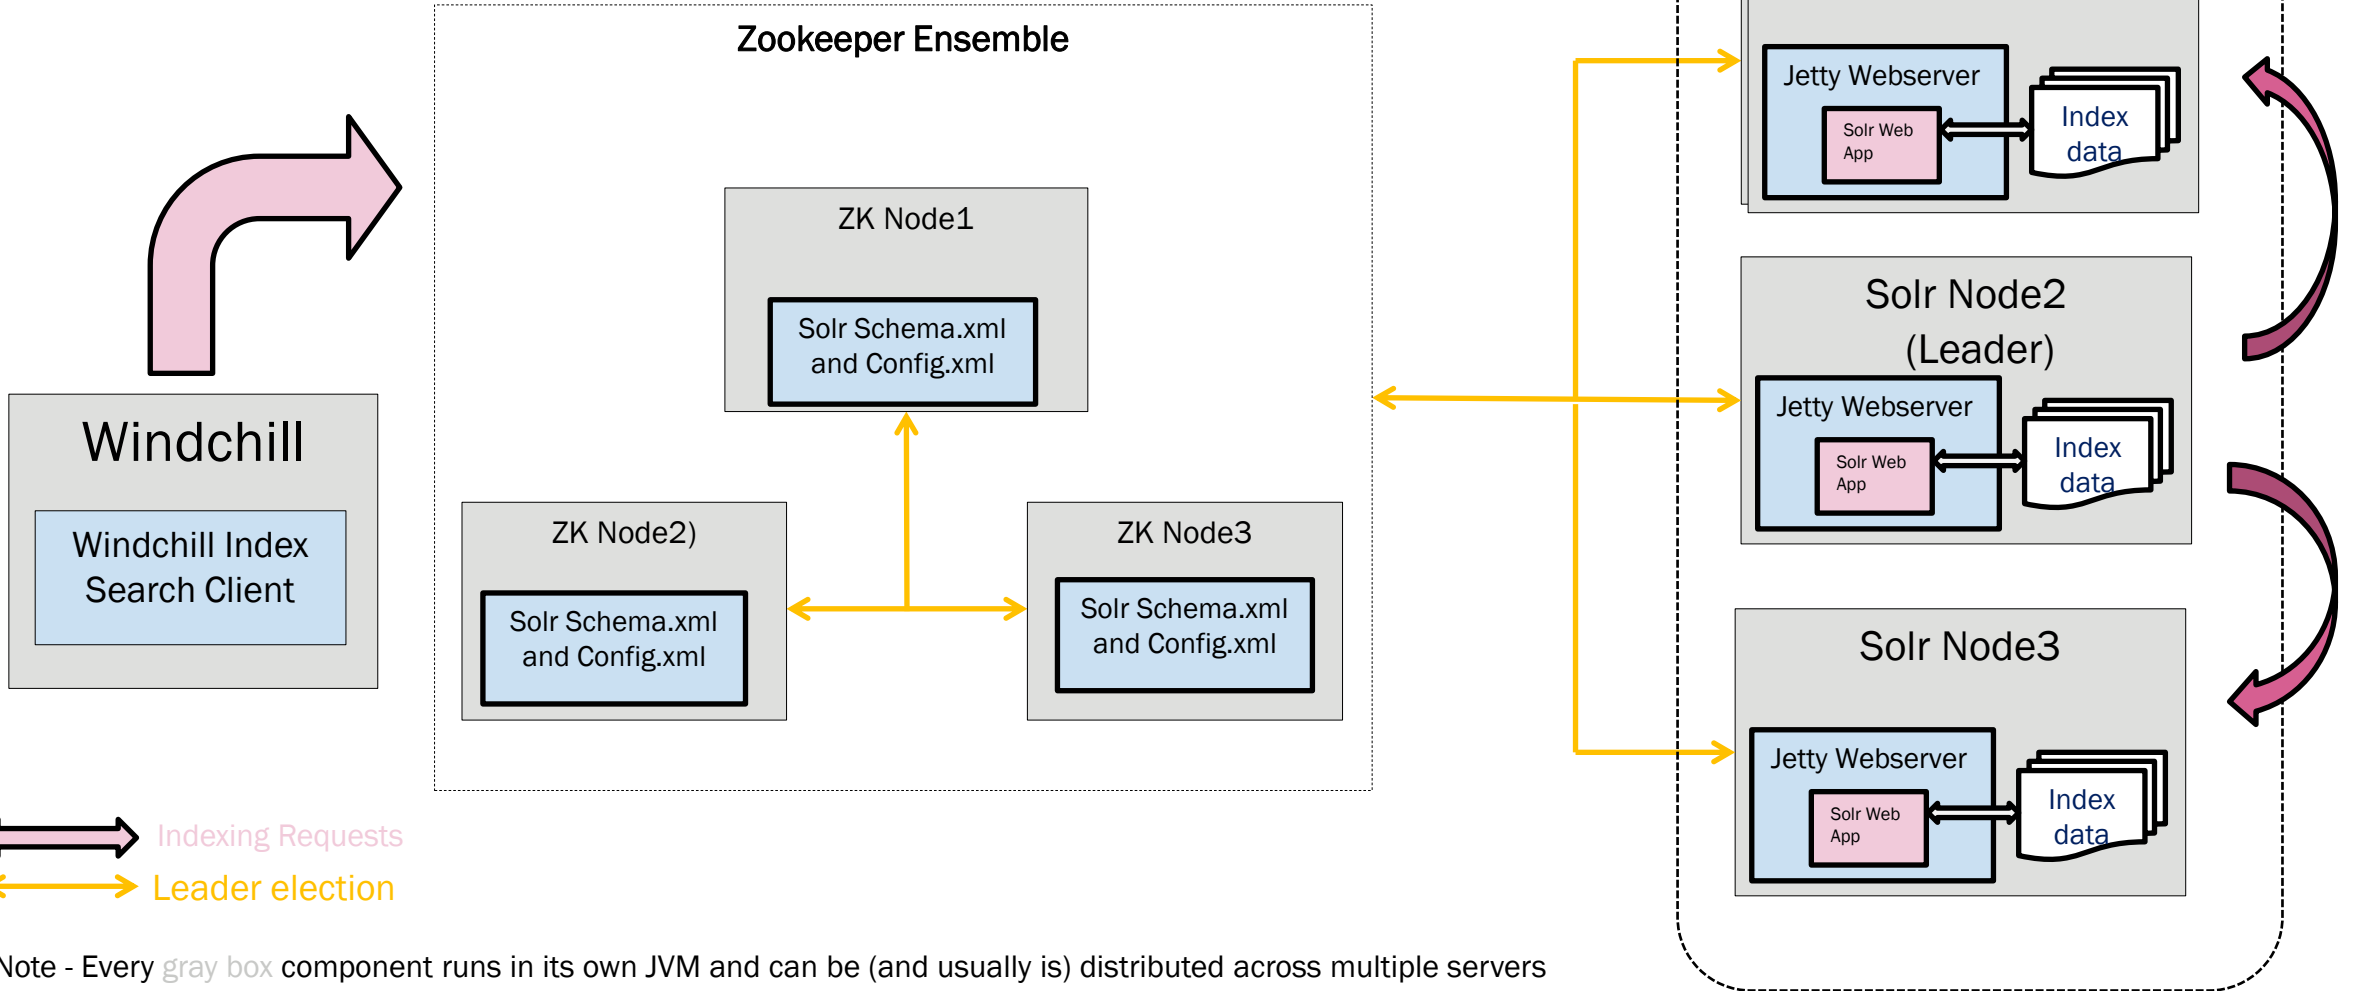 Zookeeper Ensemble
ZK Node1
Solr Schema.xml
and Config.xml
Windchill
Windchill Index
Search Client
ZK Node2)
Solr Schema.xml
and Config.xml
ZK Node3
Solr Schema.xml
and Config.xml
Jetty Webserver
Solr Web
App
Index
data
Solr Node2
(Leader)
Jetty Webserver
Solr Web
App
Index
data
Solr Node3
Jetty Webserver
Solr Web
App
Index
data
Indexing Requests
Leader election
Note - Every gray box component runs in its own JVM and can be (and usually is) distributed across multiple servers